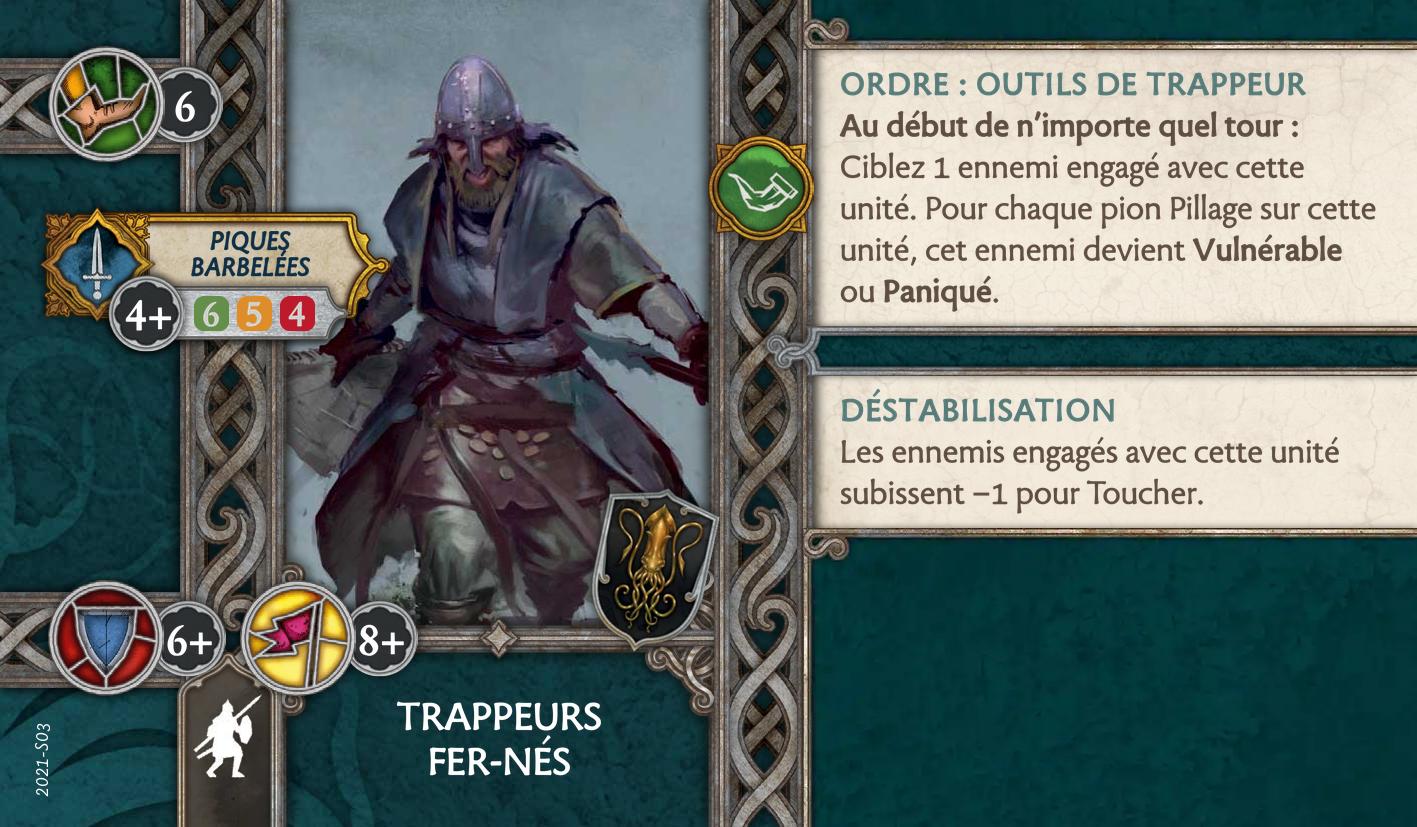 6
PIQUES
BARBELÉES
4+ 6 5 4
6+ 8+
TRAPPEURS
FER-NÉS
2021-S03
ORDRE : OUTILS DE TRAPPEUR
Au début de n’importe quel tour :
Ciblez 1 ennemi engagé avec cette
unité. Pour chaque pion Pillage sur cette
unité, cet ennemi devient Vulnérable
ou Paniqué.
DÉSTABILISATION
Les ennemis engagés avec cette unité
subissent –1 pour Toucher.